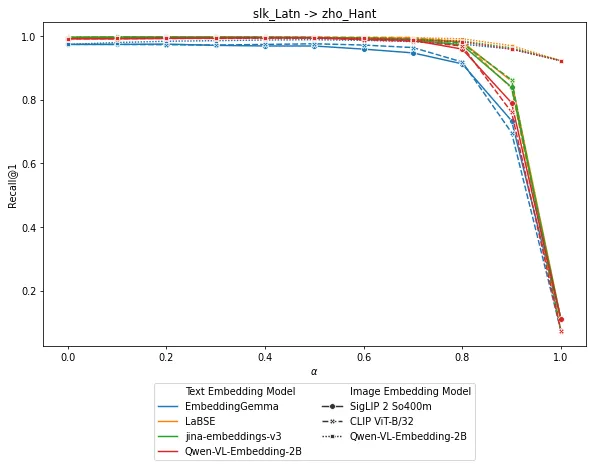 slk_Latn -> zho_Hant
Recall@1
1.0
0.8
0.6
0.4
0.2
0.0 0.2 0.4 0.6 0.8 1.0
α
Text Embedding Model
EmbeddingGemma
LaBSE
jina-embeddings-v3
Qwen-VL-Embedding-2B
Image Embedding Model
SigLIP 2 So400m
CLIP ViT-B/32
Qwen-VL-Embedding-2B